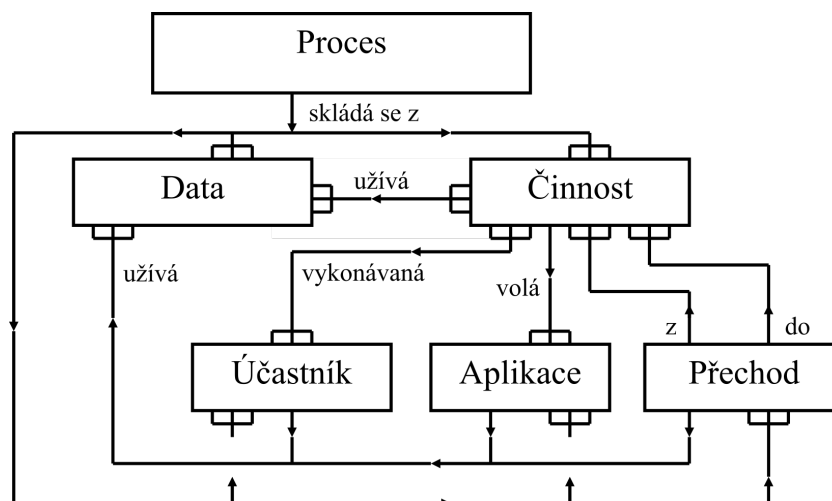 Proces
skládá se z
Data
užívá
Činnost
užívá
vykonávaná
volá
z
do
Účastník
Aplikace
Přechod